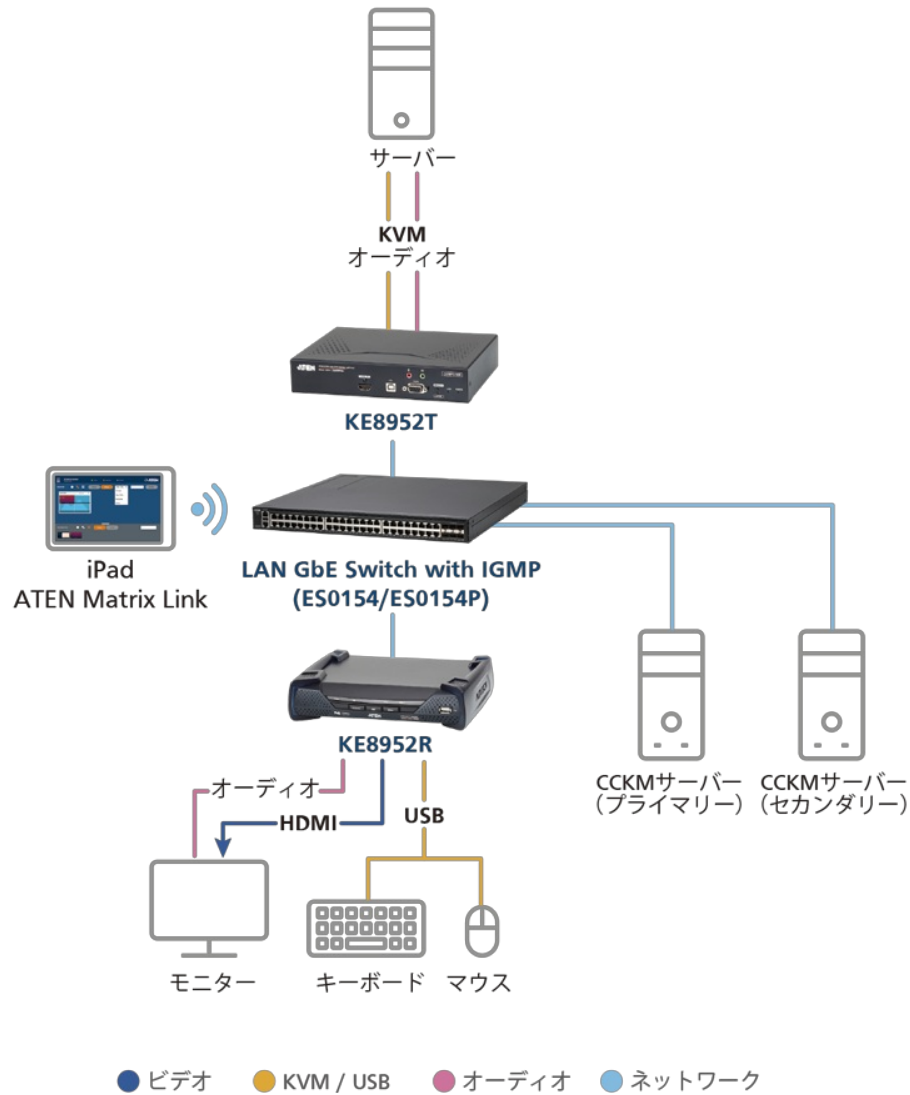 サーバー
KVM
オーディオ
KE8952T
iPad
ATEN Matrix Link
LAN GbE Switch with IGMP
(ES0154/ES0154P)
KE8952R
CCKMサーバー
（プライマリー）
CCKMサーバー
（セカンダリー）
オーディオ
HDMI
USB
モニター
キーボード
マウス
ビデオ
KVM / USB
オーディオ
ネットワーク